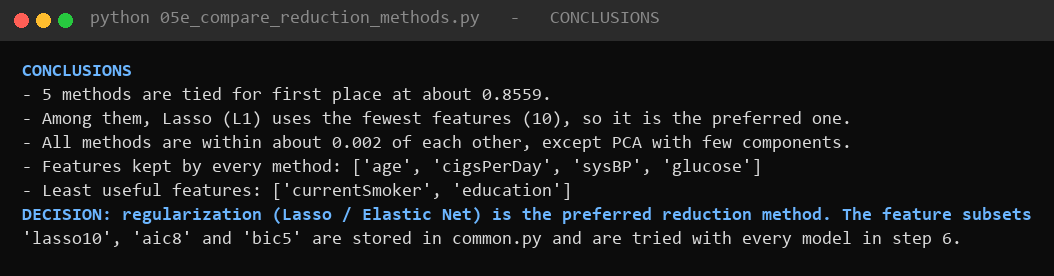 python 05e_compare_reduction_methods.py   -   CONCLUSIONS
CONCLUSIONS
- 5 methods are tied for first place at about 0.8559.
- Among them, Lasso (L1) uses the fewest features (10), so it is the preferred one.
- All methods are within about 0.002 of each other, except PCA with few components.
- Features kept by every method: ['age', 'cigsPerDay', 'sysBP', 'glucose']
- Least useful features: ['currentSmoker', 'education']
DECISION: regularization (Lasso / Elastic Net) is the preferred reduction method. The feature subsets
'lasso10', 'aic8' and 'bic5' are stored in common.py and are tried with every model in step 6.